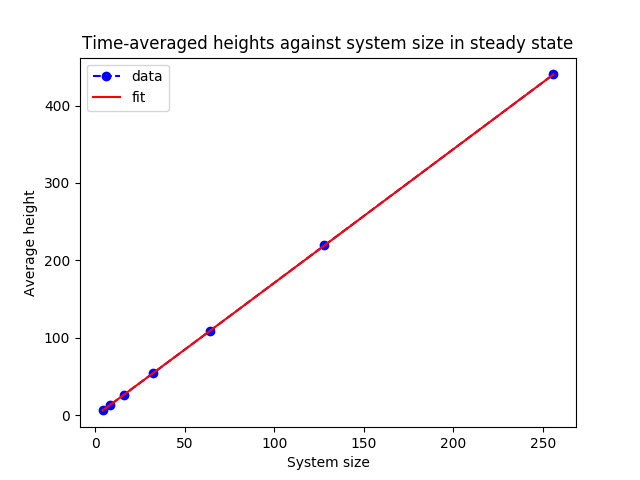 Time-averaged heights against system size in steady state
data
fit
400
300
200
100
0
Average height
0 50 100 150 200 250
System size